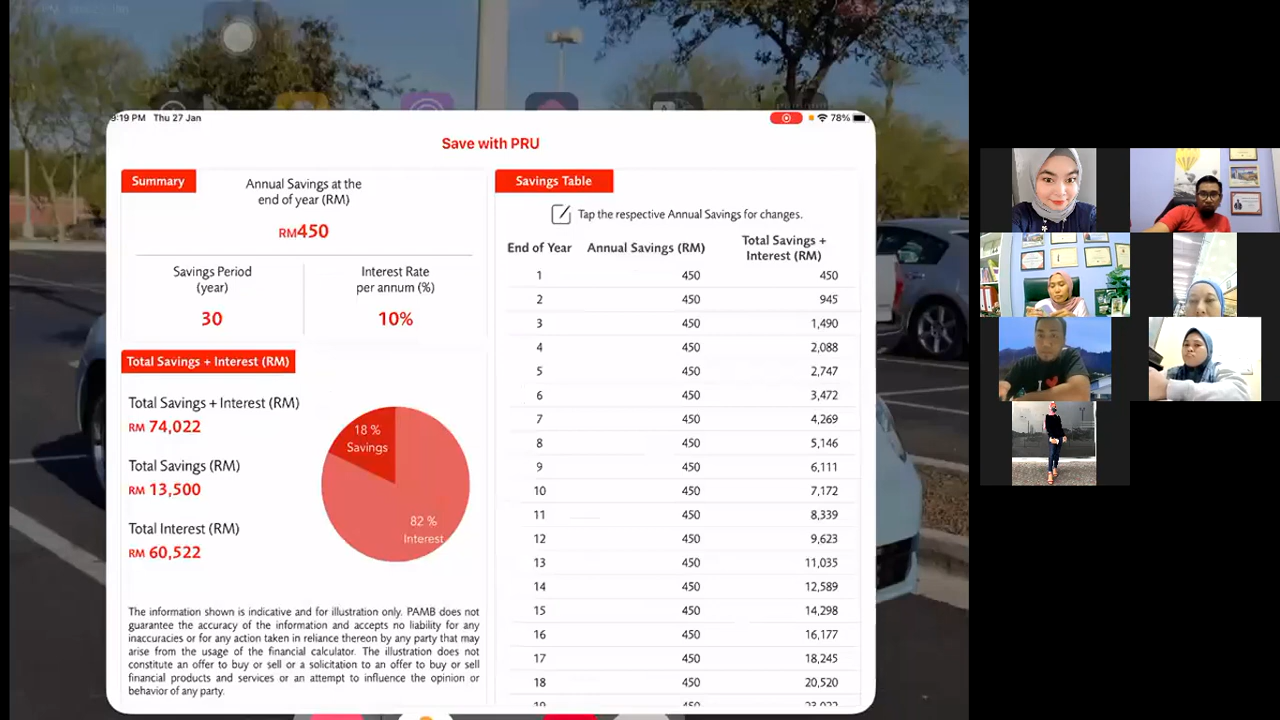 9:19 PM Thu 27 Jan
78%
Save with PRU
Summary
Annual Savings at the
end of year (RM)
RM450
Savings Period
(year)
30
Interest Rate
per annum (%)
10%
Total Savings + Interest (RM)
Total Savings + Interest (RM)
RM 74,022
Total Savings (RM)
RM 13,500
Total Interest (RM)
RM 60,522
18 %
Savings
82 %
Interest
The information shown is indicative and for illustration only. PAMB does not
guarantee the accuracy of the information and accepts no liability for any
inaccuracies or for any action taken in reliance thereon by any party that may
arise from the usage of the financial calculator. The illustration does not
constitute an offer to buy or sell or a solicitation to an offer to buy or sell
financial products and services or an attempt to influence the opinion or
behavior of any party.
Savings Table
Tap the respective Annual Savings for changes.
End of Year Annual Savings (RM) Total Savings +
Interest (RM)
1 450 450
2 450 945
3 450 1,490
4 450 2,088
5 450 2,747
6 450 3,472
7 450 4,269
8 450 5,146
9 450 6,111
10 450 7,172
11 450 8,339
12 450 9,623
13 450 11,035
14 450 12,589
15 450 14,298
16 450 16,177
17 450 18,245
18 450 20,520
19 450 23,022